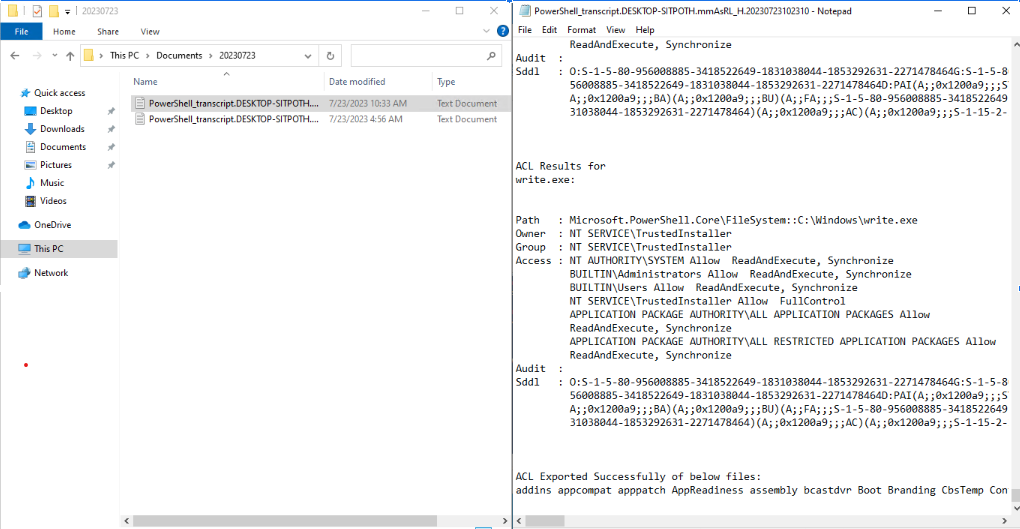 20230723
File
Home
Share
View
This PC
Documents
20230723
Name
Date modified
Type
Quick access
Desktop
Downloads
Documents
Pictures
Music
Videos
OneDrive
This PC
Network
PowerShell_transcript.DESKTOP-SITPOTH....
7/23/2023 10:33 AM
Text Document
PowerShell_transcript.DESKTOP-SITPOTH....
7/23/2023 4:56 AM
Text Document
PowerShell_transcript.DESKTOP-SITPOTH.mmAsRL_H.20230723102310 - Notepad
File Edit Format View Help
ReadAndExecute, Synchronize
Audit :
Sddl : O:S-1-5-80-956008885-3418522649-1831038044-1853292631-2271478464G:S-1-5-8
56008885-3418522649-1831038044-1853292631-2271478464D:PAI(A;;0x1200a9;;;S
A;;0x1200a9;;;BA)(A;;0x1200a9;;;BU)(A;;FA;;;S-1-5-80-956008885-3418522649
31038044-1853292631-2271478464)(A;;0x1200a9;;;AC)(A;;0x1200a9;;;S-1-15-2-
ACL Results for
write.exe:
Path : Microsoft.PowerShell.Core\FileSystem::C:\Windows\write.exe
Owner : NT SERVICE\TrustedInstaller
Group : NT SERVICE\TrustedInstaller
Access : NT AUTHORITY\SYSTEM Allow ReadAndExecute, Synchronize
BUILTIN\Administrators Allow ReadAndExecute, Synchronize
BUILTIN\Users Allow ReadAndExecute, Synchronize
NT SERVICE\TrustedInstaller Allow FullControl
APPLICATION PACKAGE AUTHORITY\ALL APPLICATION PACKAGES Allow
ReadAndExecute, Synchronize
APPLICATION PACKAGE AUTHORITY\ALL RESTRICTED APPLICATION PACKAGES Allow
ReadAndExecute, Synchronize
Audit :
Sddl : O:S-1-5-80-956008885-3418522649-1831038044-1853292631-2271478464G:S-1-5-8
56008885-3418522649-1831038044-1853292631-2271478464D:PAI(A;;0x1200a9;;;S
A;;0x1200a9;;;BA)(A;;0x1200a9;;;BU)(A;;FA;;;S-1-5-80-956008885-3418522649
31038044-1853292631-2271478464)(A;;0x1200a9;;;AC)(A;;0x1200a9;;;S-1-15-2-
ACL Exported Successfully of below files:
addins appcompat apppatch AppReadiness assembly bcastdvr Boot Branding CbsTemp Con